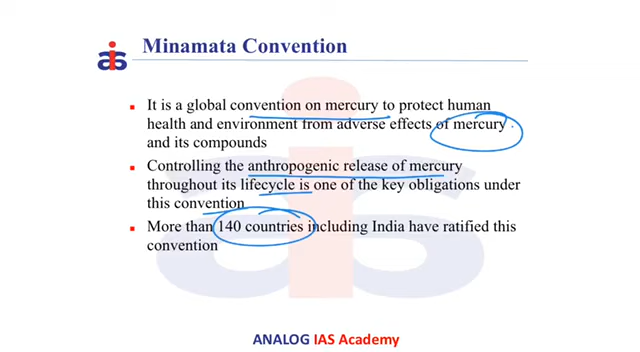 Minamata Convention
It is a global convention on mercury to protect human
health and environment from adverse effects of mercury
and its compounds
Controlling the anthropogenic release of mercury
throughout its lifecycle is one of the key obligations under
this convention
More than 140 countries including India have ratified this
convention
ANALOG IAS Academy